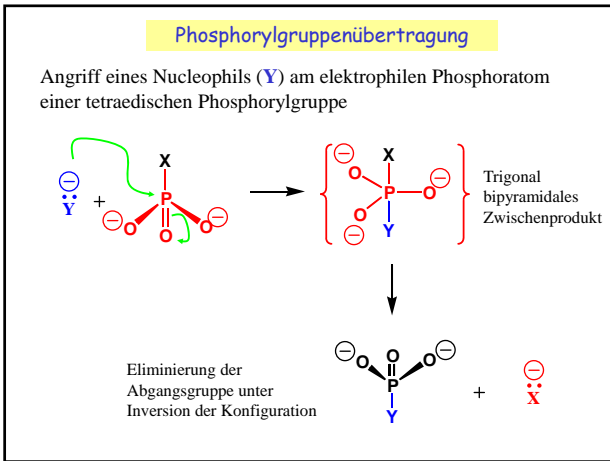 Phosphorylgruppenübertragung
Angriff eines Nucleophils (Y) am elektrophilen Phosphoratom
einer tetraedischen Phosphorylgruppe
X
− Y + P
− O O O −
− O X
P O −
O −
Y
Trigonal
bipyramidales
Zwischenprodukt
Eliminierung der
Abgangsgruppe unter
Inversion der Konfiguration
− O O O −
P
Y
+
− X